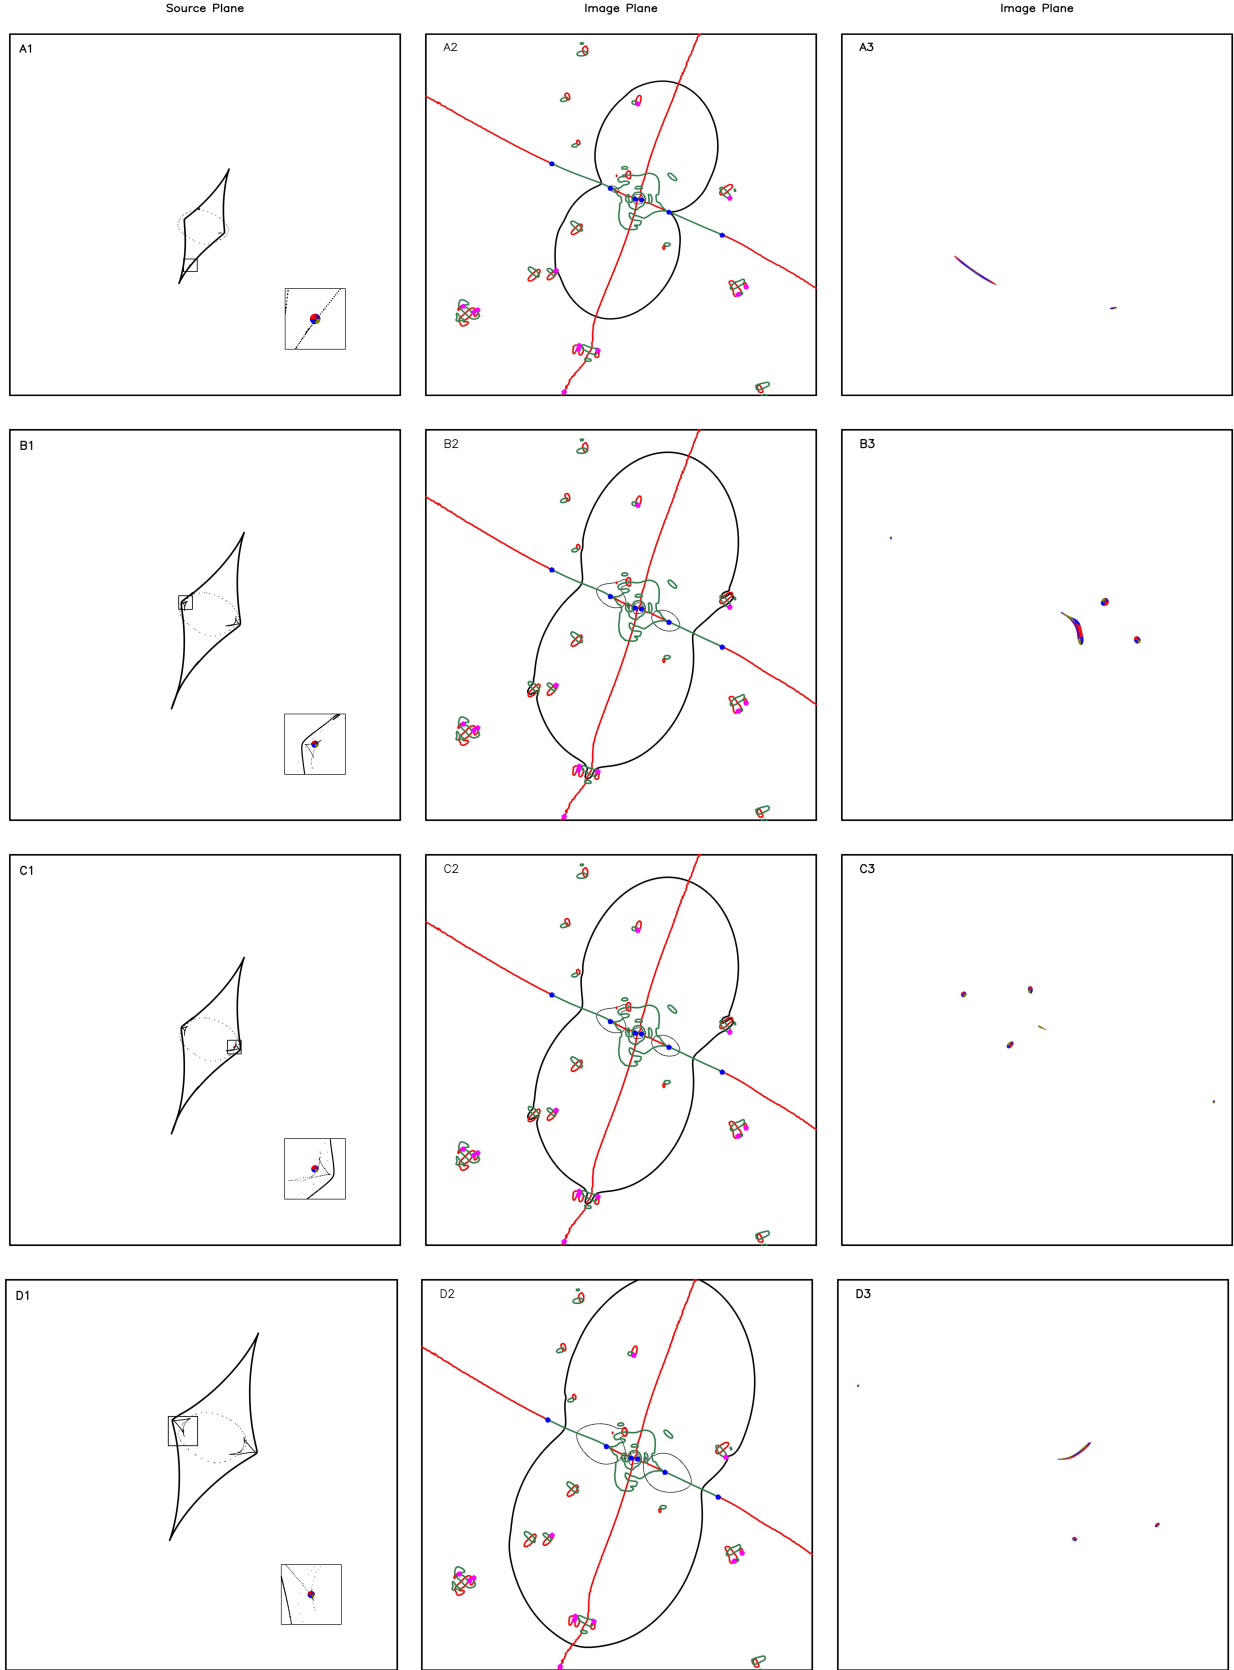 Source Plane Image Plane Image Plane
A1 A2 A3
B1 B2 B3
C1 C2 C3
D1 D2 D3